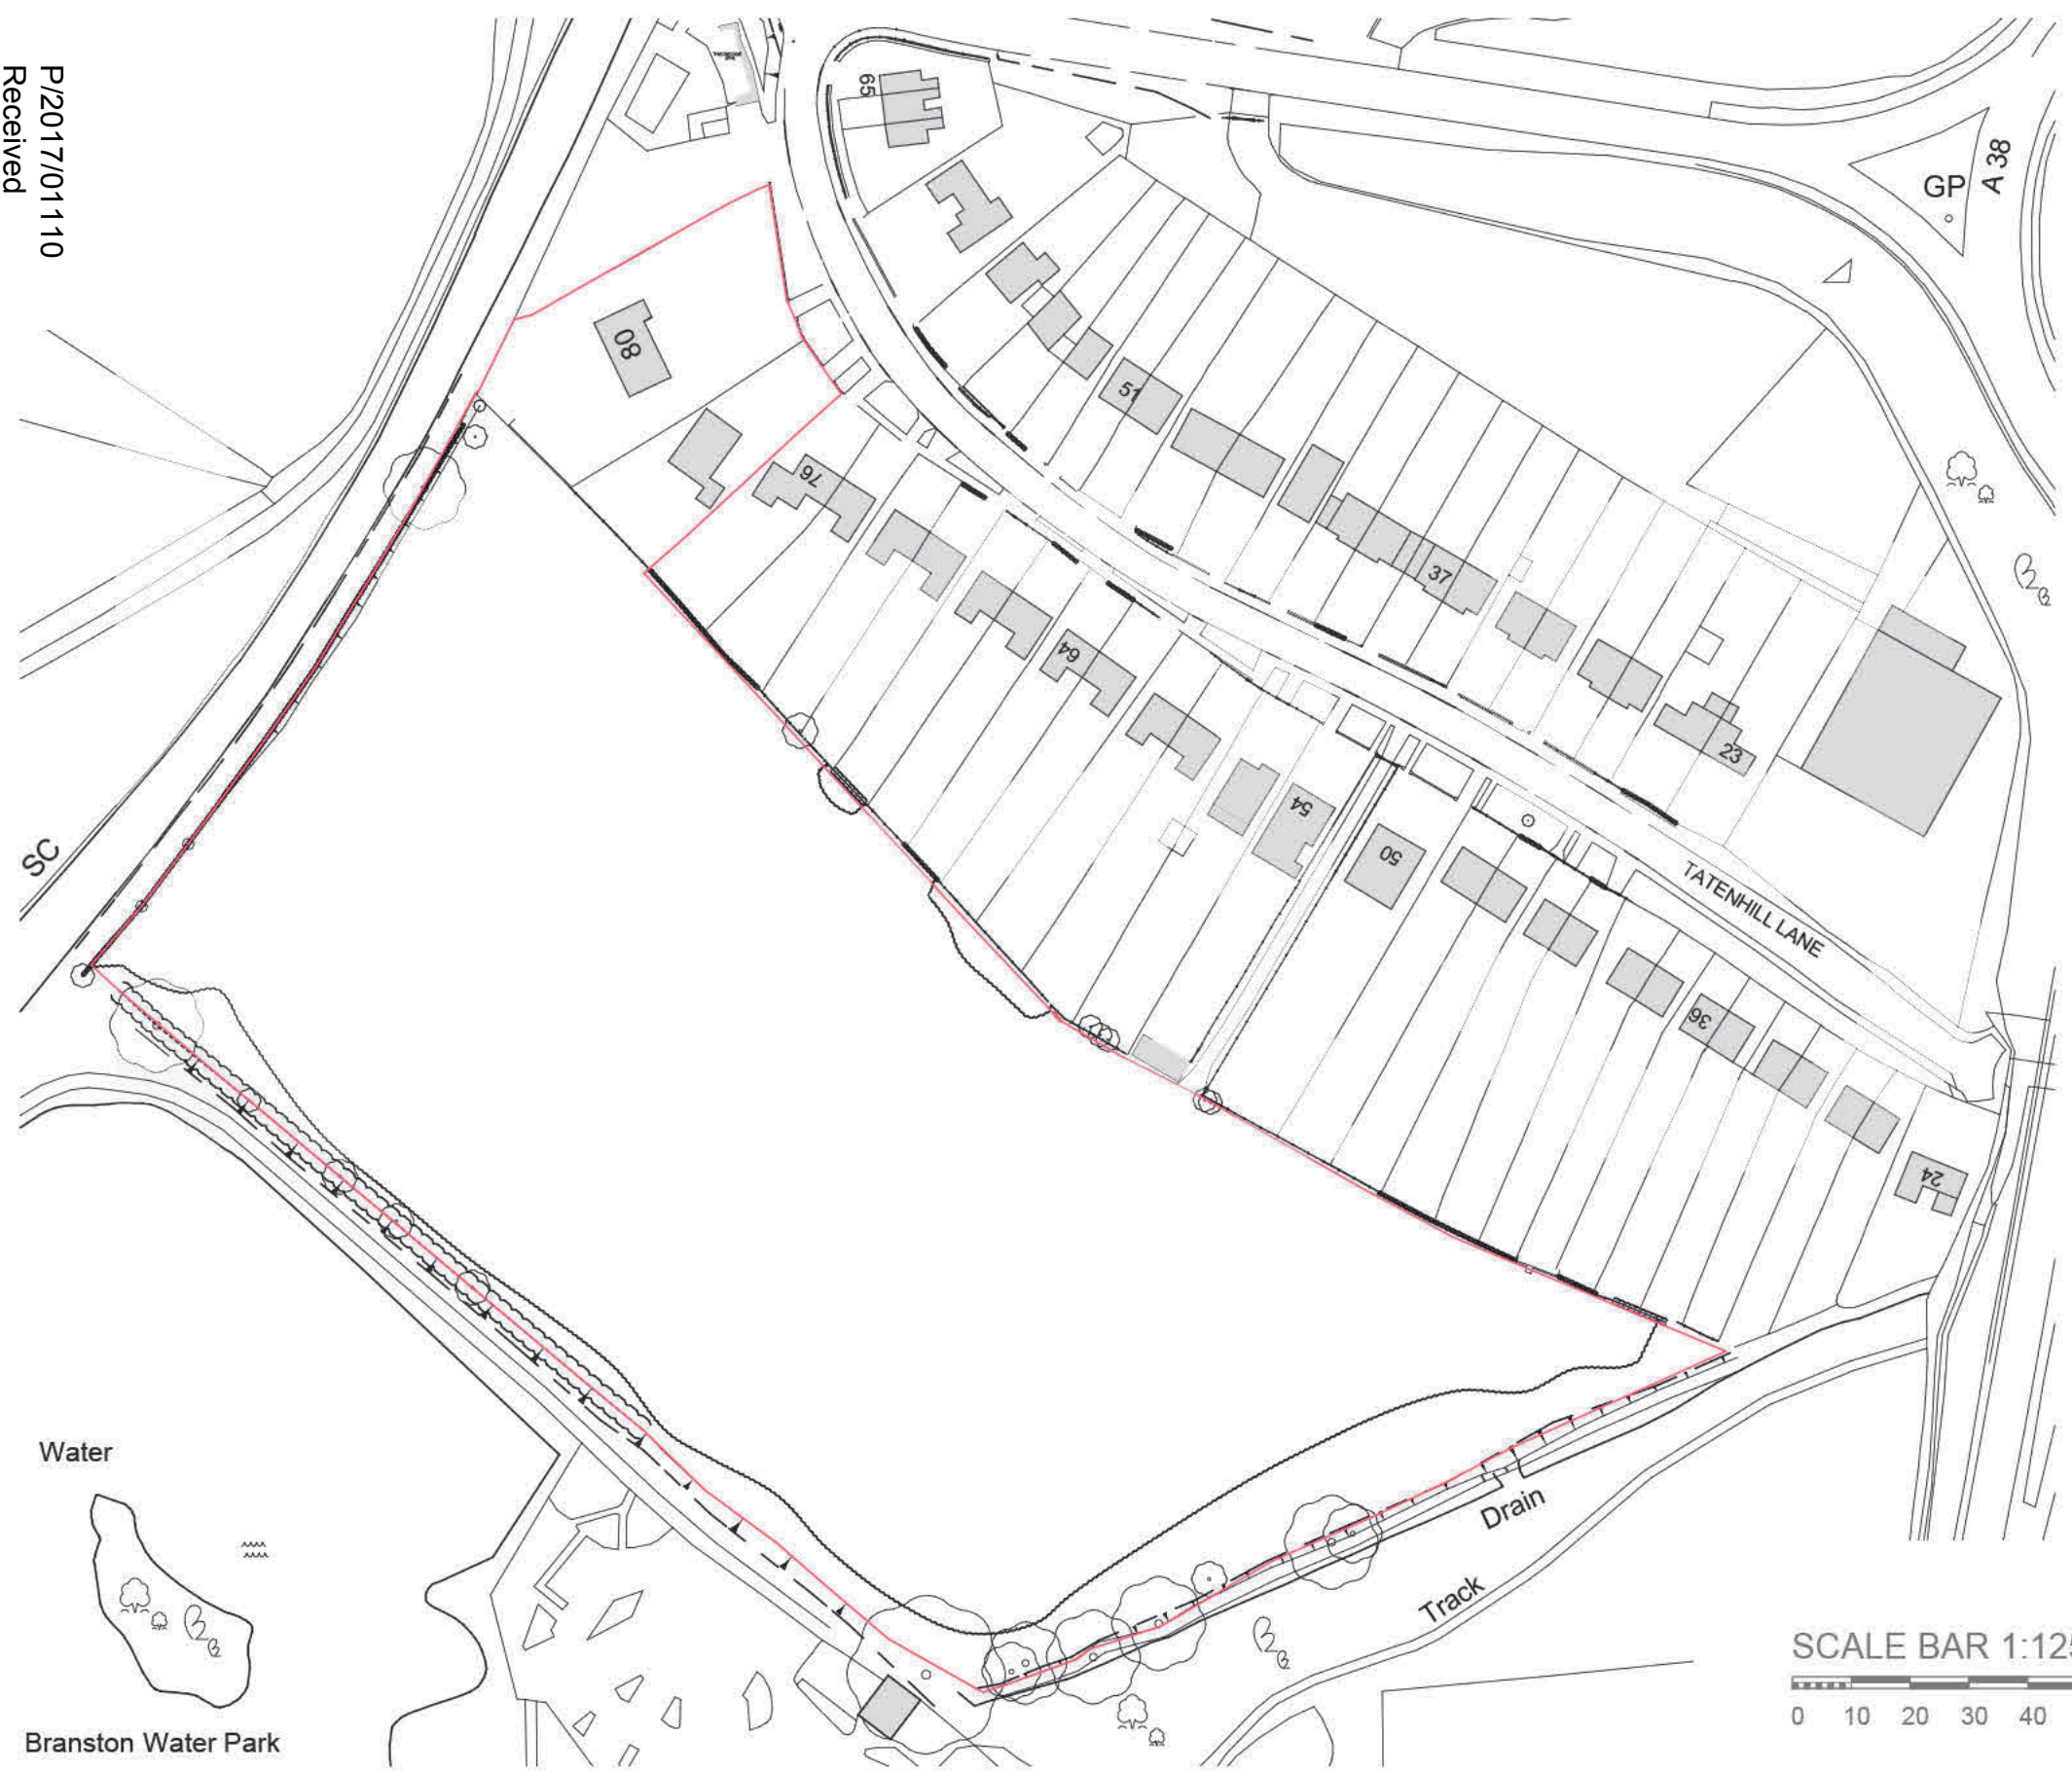 P/2017/01110
Received
65
GP
A 38
80
51
76
37
64
23
54
50
TATENHILL LANE
SC
36
24
Water
Drain
Track
Branston Water Park
SCALE BAR 1:125
0 10 20 30 40